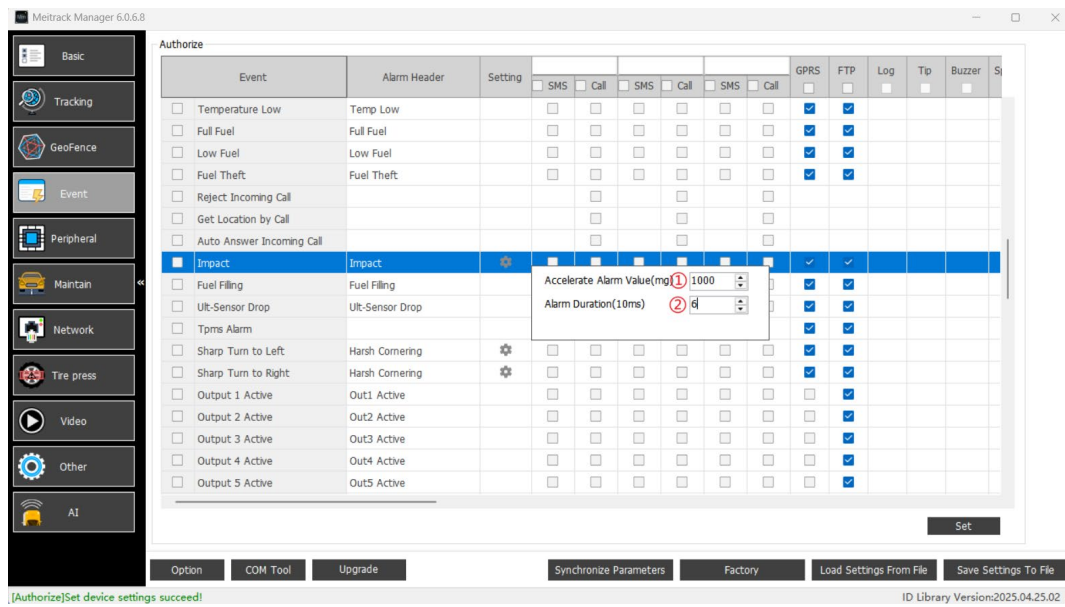 Meitrack Manager 6.0.6.8
Basic
Tracking
GeoFence
Event
Peripheral
Maintain
«
Network
Tire press
Video
Other
AI
Authorize
Event Alarm Header Setting SMS Call SMS Call SMS Call GPRS FTP Log Tip Buzzer
Temperature Low Temp Low
Full Fuel Full Fuel
Low Fuel Low Fuel
Fuel Theft Fuel Theft
Reject Incoming Call
Get Location by Call
Auto Answer Incoming Call
Impact Impact
Accelerate Alarm Value(mg) ① 1000
Alarm Duration(10ms) ② 6
Fuel Filling Fuel Filling
Ult-Sensor Drop Ult-Sensor Drop
Tpms Alarm
Sharp Turn to Left Harsh Cornering
Sharp Turn to Right Harsh Cornering
Output 1 Active Out1 Active
Output 2 Active Out2 Active
Output 3 Active Out3 Active
Output 4 Active Out4 Active
Output 5 Active Out5 Active
Set
Option COM Tool Upgrade Synchronize Parameters Factory Load Settings From File Save Settings To File
[Authorize]Set device settings succeed! ID Library Version:2025.04.25.02